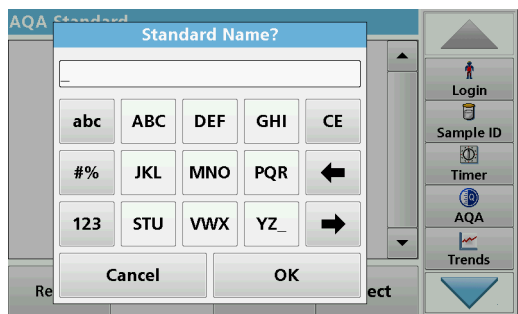 AQA Standard
Standard Name?
_
abc ABC DEF GHI CE
#% JKL MNO PQR
123 STU VWX YZ_
Cancel OK
Re
ect
Login
Sample ID
Timer
AQA
Trends